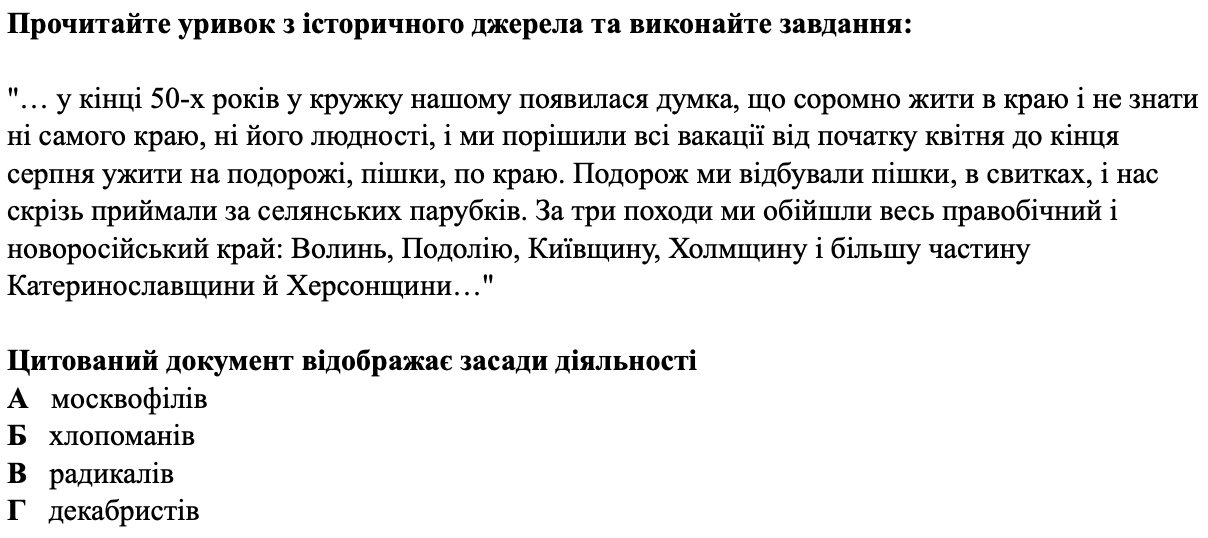 Прочитайте уривок з історичного джерела та виконайте завдання:
"… у кінці 50-х років у кружку нашому появилася думка, що соромно жити в краю і не знати
ні самого краю, ні його людності, і ми порішили всі вакації від початку квітня до кінця
серпня ужити на подорожі, пішки, по краю. Подорож ми відбували пішки, в свитках, і нас
скрізь приймали за селянських парубків. За три походи ми обійшли весь правобічний і
новоросійський край: Волинь, Подолію, Київщину, Холмщину і більшу частину
Катеринославщини й Херсонщини…"
Цитований документ відображає засади діяльності
А москвофілів
Б хлопоманів
В радикалів
Г декабристів